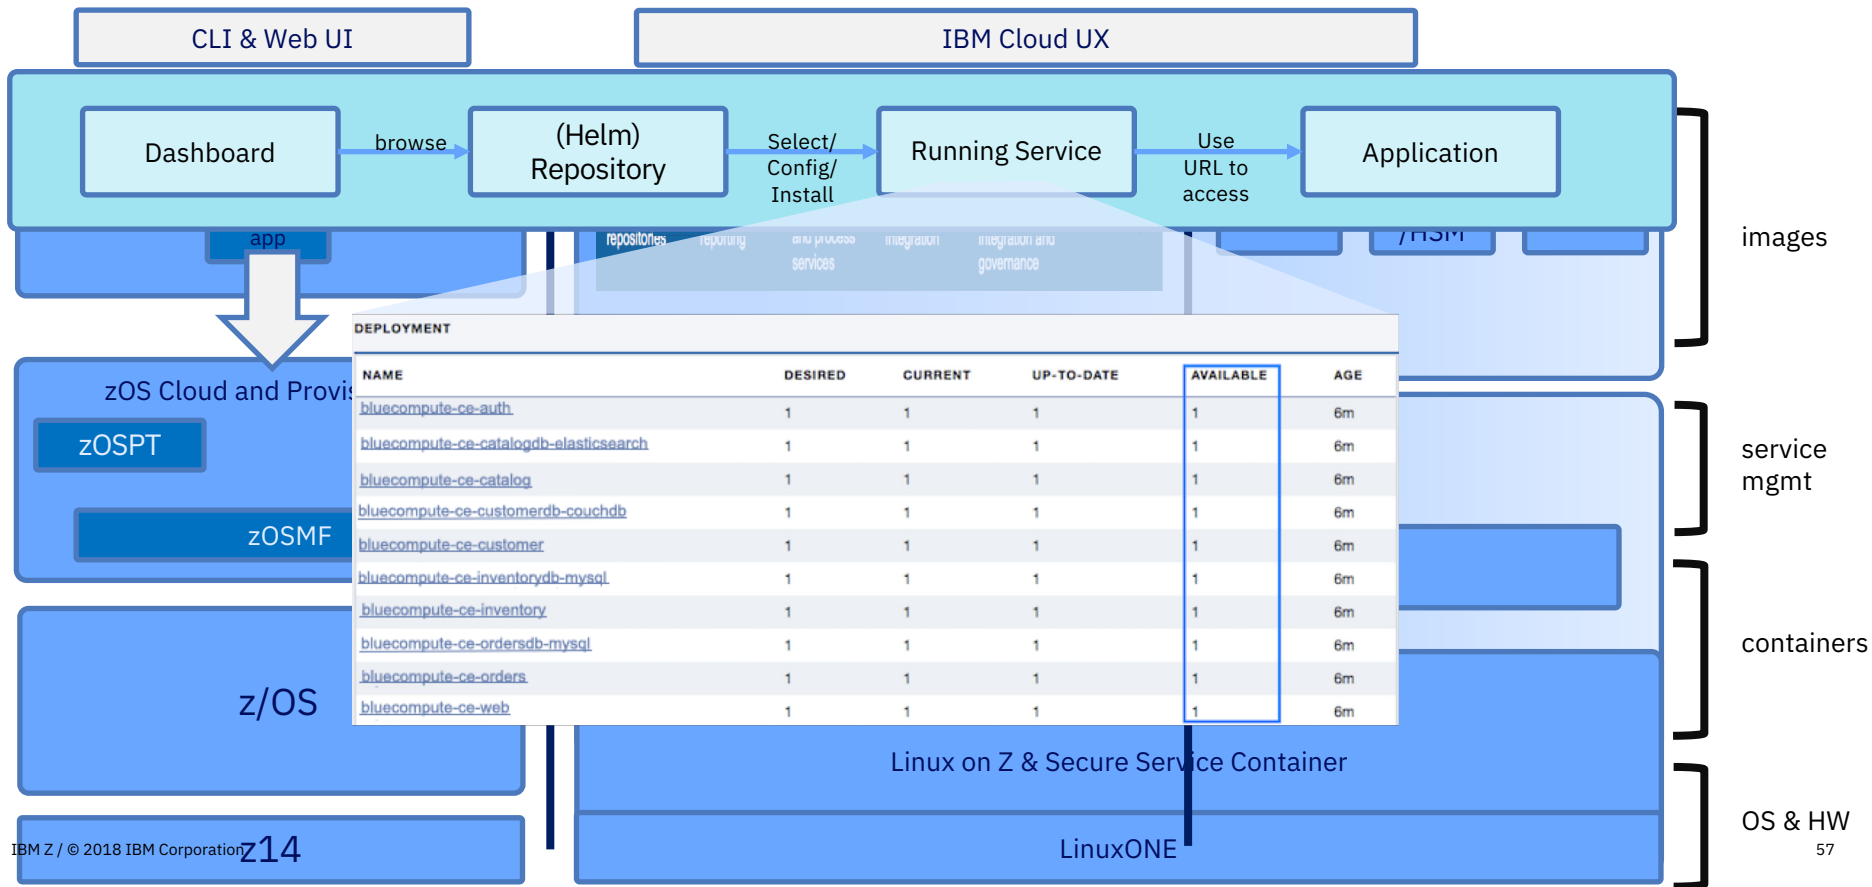 CLI & Web UI
IBM Cloud UX
Dashboard
browse
(Helm)
Repository
Select/
Config/
Install
Running Service
Use
URL to
access
Application
app
repositories
reporting
and process
services
integration
integration and
governance
/HSM
images
zOS Cloud and Provis
zOSPT
zOSMF
DEPLOYMENT
NAME DESIRED CURRENT UP-TO-DATE AVAILABLE AGE
bluecompute-ce-auth 1 1 1 1 6m
bluecompute-ce-catalogdb-elasticsearch 1 1 1 1 6m
bluecompute-ce-catalog 1 1 1 1 6m
bluecompute-ce-customerdb-couchdb 1 1 1 1 6m
bluecompute-ce-customer 1 1 1 1 6m
bluecompute-ce-inventorydb-mysql 1 1 1 1 6m
bluecompute-ce-inventory 1 1 1 1 6m
bluecompute-ce-ordersdb-mysql 1 1 1 1 6m
bluecompute-ce-orders 1 1 1 1 6m
bluecompute-ce-web 1 1 1 1 6m
service
mgmt
containers
z/OS
Linux on Z & Secure Service Container
OS & HW
z14
LinuxONE
IBM Z / © 2018 IBM Corporation
57